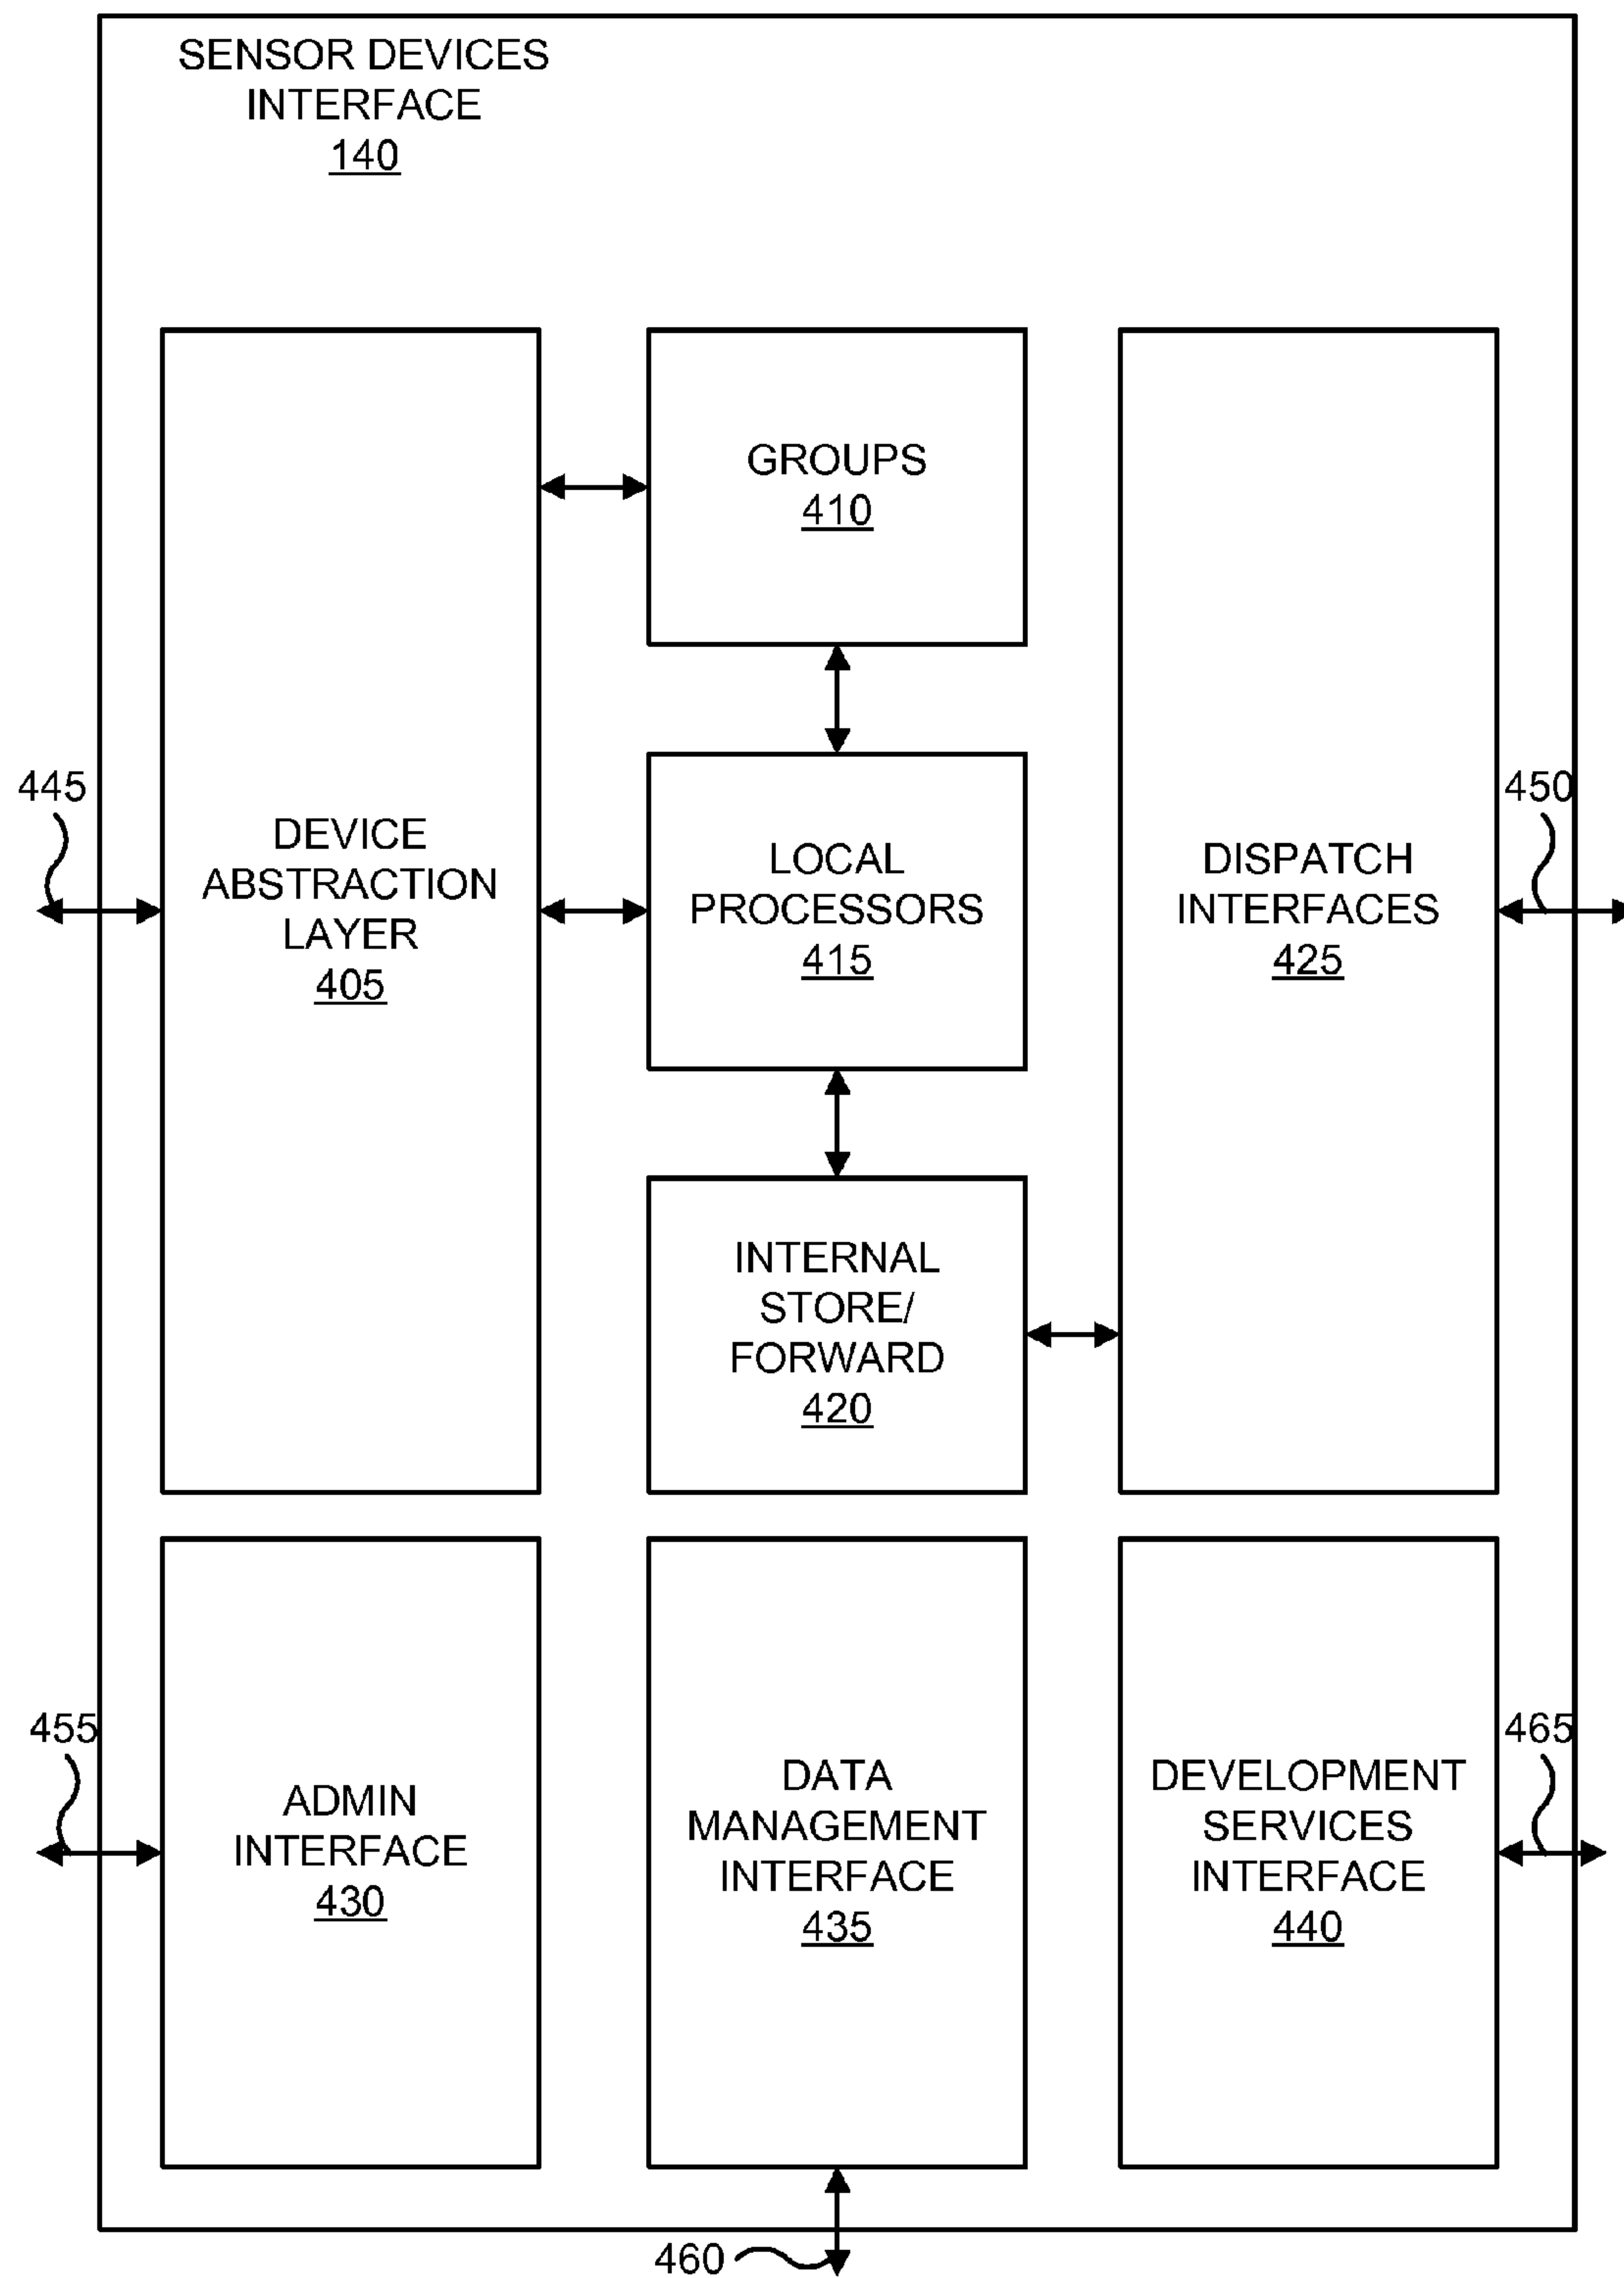 SENSOR DEVICES
INTERFACE
140
GROUPS
410
445
DEVICE
ABSTRACTION
LAYER
405
LOCAL
PROCESSORS
415
DISPATCH
INTERFACES
425
450
INTERNAL
STORE/
FORWARD
420
455
ADMIN
INTERFACE
430
DATA
MANAGEMENT
INTERFACE
435
DEVELOPMENT
SERVICES
INTERFACE
440
465
460